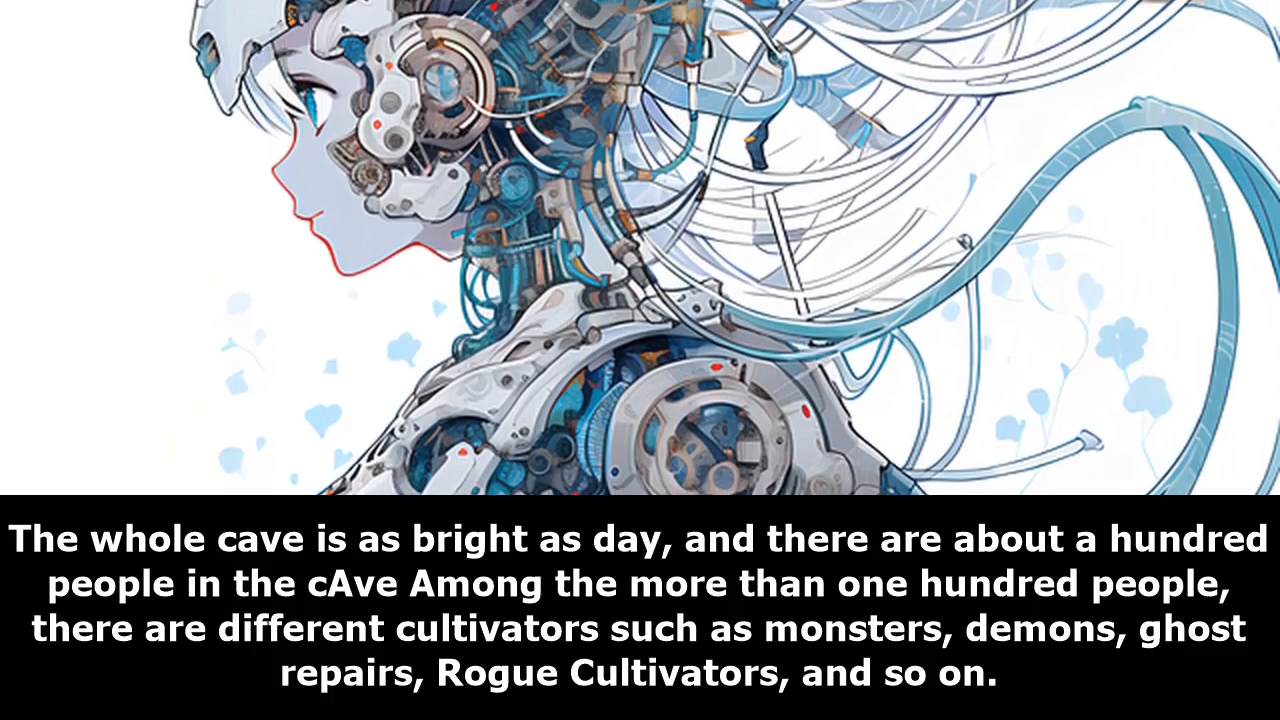 The whole cave is as bright as day, and there are about a hundred
people in the cAve Among the more than one hundred people,
there are different cultivators such as monsters, demons, ghost
repairs, Rogue Cultivators, and so on.